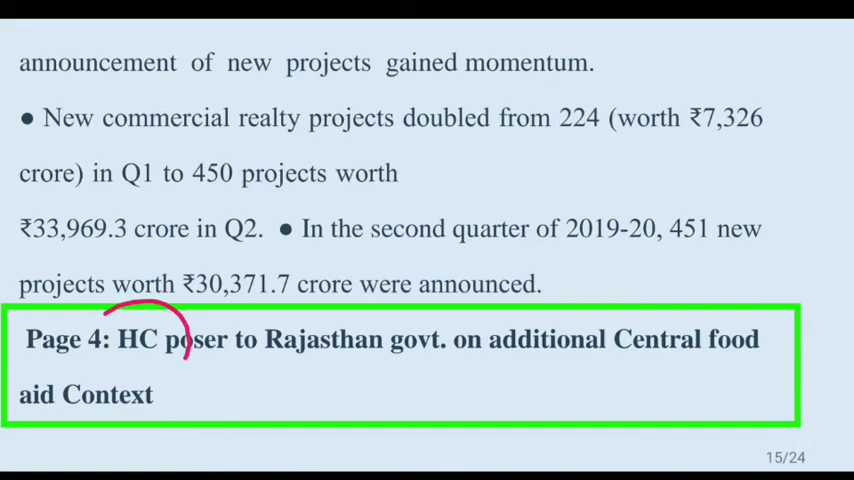 announcement of new projects gained momentum.
● New commercial realty projects doubled from 224 (worth ₹7,326
crore) in Q1 to 450 projects worth
₹33,969.3 crore in Q2. ● In the second quarter of 2019-20, 451 new
projects worth ₹30,371.7 crore were announced.
Page 4: HC poser to Rajasthan govt. on additional Central food
aid Context
15/24